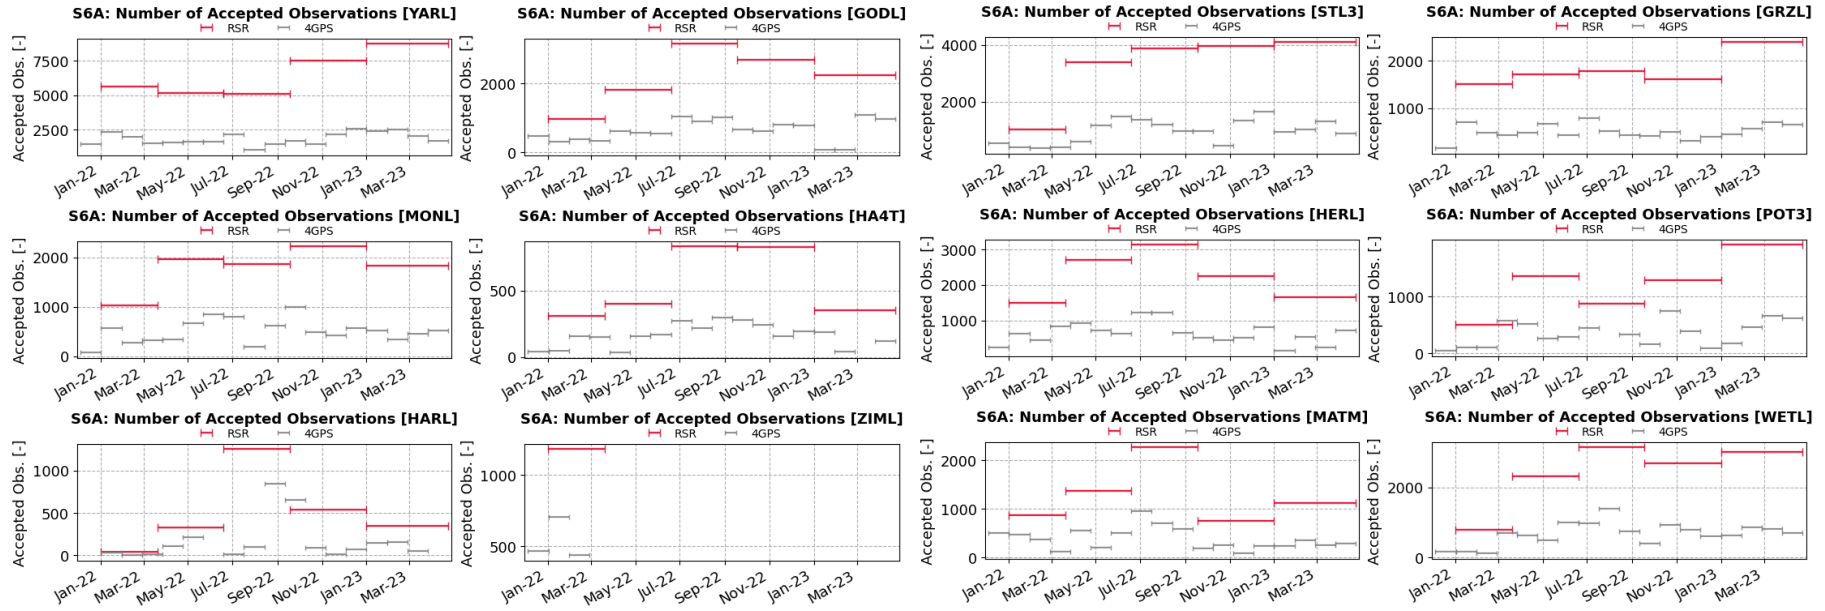 S6A: Number of Accepted Observations [YARL]
RSR 4GPS
Accepted Obs. [-]
7500
5000
2500
Jan-22 Mar-22 May-22 Jul-22 Sep-22 Nov-22 Jan-23 Mar-23
S6A: Number of Accepted Observations [GODL]
RSR 4GPS
Accepted Obs. [-]
2000
0
Jan-22 Mar-22 May-22 Jul-22 Sep-22 Nov-22 Jan-23 Mar-23
S6A: Number of Accepted Observations [STL3]
RSR 4GPS
Accepted Obs. [-]
4000
2000
Jan-22 Mar-22 May-22 Jul-22 Sep-22 Nov-22 Jan-23 Mar-23
S6A: Number of Accepted Observations [GRZL]
RSR 4GPS
Accepted Obs. [-]
2000
1000
Jan-22 Mar-22 May-22 Jul-22 Sep-22 Nov-22 Jan-23 Mar-23
S6A: Number of Accepted Observations [MONL]
RSR 4GPS
Accepted Obs. [-]
2000
1000
0
Jan-22 Mar-22 May-22 Jul-22 Sep-22 Nov-22 Jan-23 Mar-23
S6A: Number of Accepted Observations [HA4T]
RSR 4GPS
Accepted Obs. [-]
500
0
Jan-22 Mar-22 May-22 Jul-22 Sep-22 Nov-22 Jan-23 Mar-23
S6A: Number of Accepted Observations [HERL]
RSR 4GPS
Accepted Obs. [-]
3000
2000
1000
Jan-22 Mar-22 May-22 Jul-22 Sep-22 Nov-22 Jan-23 Mar-23
S6A: Number of Accepted Observations [POT3]
RSR 4GPS
Accepted Obs. [-]
1000
0
Jan-22 Mar-22 May-22 Jul-22 Sep-22 Nov-22 Jan-23 Mar-23
S6A: Number of Accepted Observations [HARL]
RSR 4GPS
Accepted Obs. [-]
1000
500
0
Jan-22 Mar-22 May-22 Jul-22 Sep-22 Nov-22 Jan-23 Mar-23
S6A: Number of Accepted Observations [ZIML]
RSR 4GPS
Accepted Obs. [-]
1000
500
Jan-22 Mar-22 May-22 Jul-22 Sep-22 Nov-22 Jan-23 Mar-23
S6A: Number of Accepted Observations [MATM]
RSR 4GPS
Accepted Obs. [-]
2000
1000
0
Jan-22 Mar-22 May-22 Jul-22 Sep-22 Nov-22 Jan-23 Mar-23
S6A: Number of Accepted Observations [WETL]
RSR 4GPS
Accepted Obs. [-]
2000
0
Jan-22 Mar-22 May-22 Jul-22 Sep-22 Nov-22 Jan-23 Mar-23